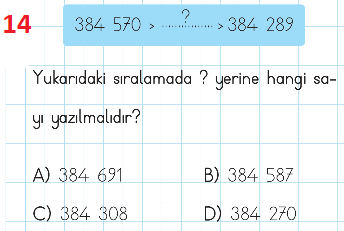 14
384 570 > ........?........ > 384 289
Yukarıdaki sıralamada ? yerine hangi sa-
yı yazılmalıdır?
A) 384 691 B) 384 587
C) 384 308 D) 384 270